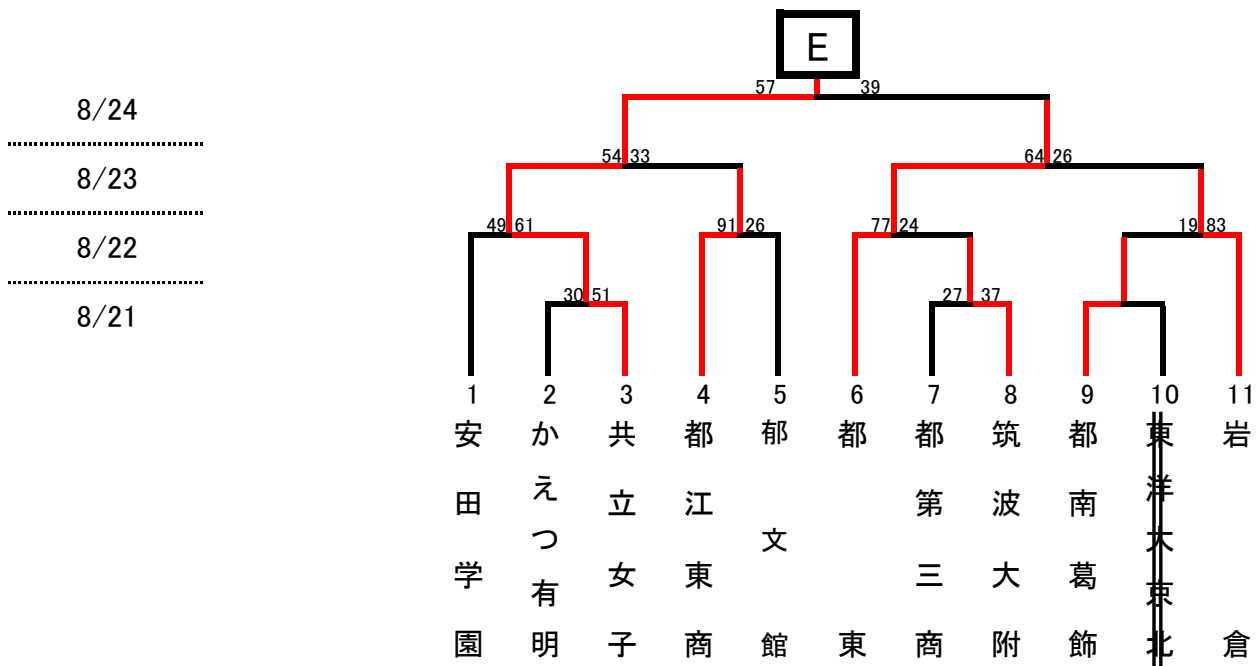 E
57 39
8/24
54 33
64 26
8/23
49 61
91 26
77 24
19 83
8/22
30 51
27 37
8/21
1 2 3 4 5 6 7 8 9 10 11
安田学園
かえつ有明
共立女子
都江東商
郁文館
都東
都第三商
筑波大附
都南葛飾
東洋大京北
岩倉